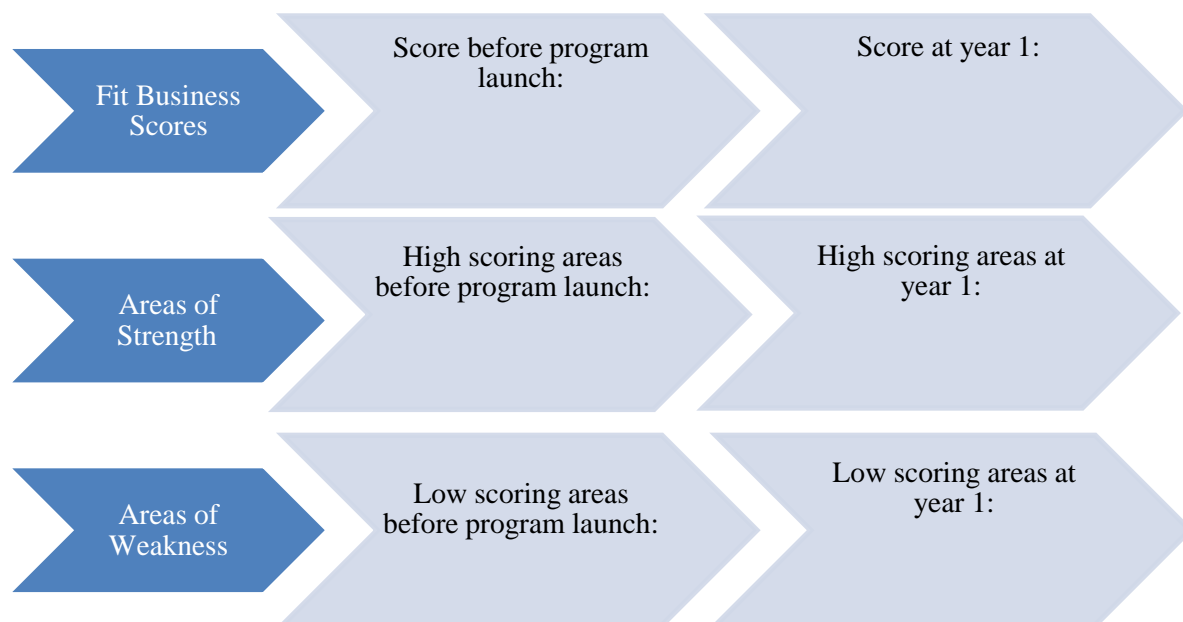 Fit Business
Scores
Score before program
launch:
Score at year 1:
Areas of
Strength
High scoring areas
before program launch:
High scoring areas at
year 1:
Areas of
Weakness
Low scoring areas
before program launch:
Low scoring areas at
year 1: